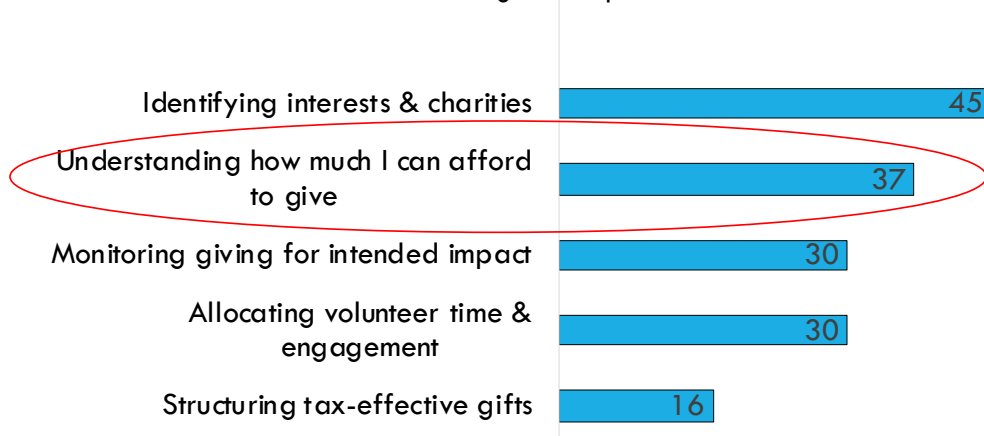 Identifying interests & charities 45
Understanding how much I can afford
to give 37
Monitoring giving for intended impact 30
Allocating volunteer time &
engagement 30
Structuring tax-effective gifts 16